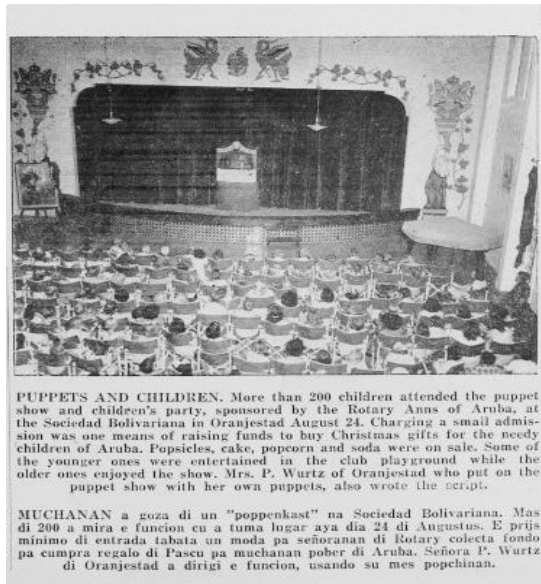 PUPPETS AND CHILDREN. More than 200 children attended the puppet
show and children's party, sponsored by the Rotary Anns of Aruba, at
the Sociedad Bolivariana in Oranjestad August 24. Charging a small admis-
sion was one means of raising funds to buy Christmas gifts for the needy
children of Aruba. Popsicles, cake, popcorn and soda were on sale. Some of
the younger ones were entertained in the club playground while the
older ones enjoyed the show. Mrs. P. Wurtz of Oranjestad who put on the
puppet show with her own puppets, also wrote the script.
MUCHANAN a goza di un "poppenkast" na Sociedad Bolivariana. Mas
di 200 a mira e funcion cu a tuma lugar aya dia 24 di Augustus. E prijs
minimo di entrada tabata un moda pa señoranan di Rotary colecta fondo
pa cumpra regalo di Pascu pa muchanan pober di Aruba. Señora P. Wurtz
di Oranjestad a dirigi e funcion, usando su mes popchinan.